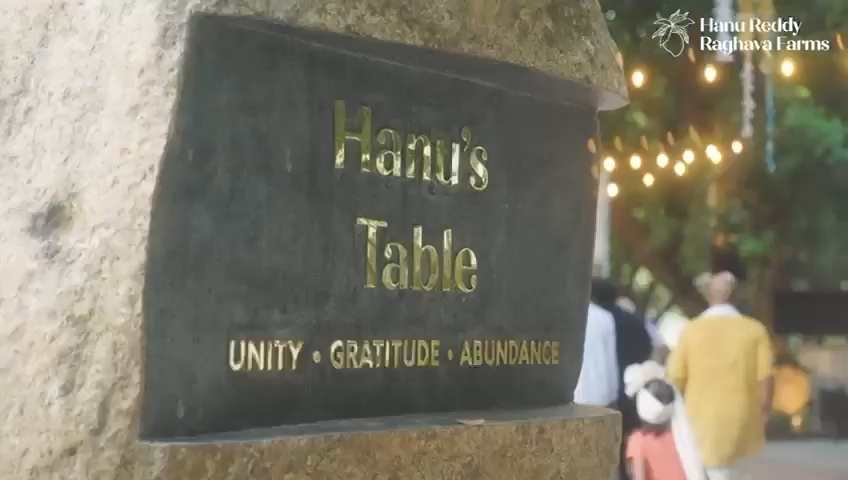 Hanu Reddy
Raghava Farms
Hanu's
Table
UNITY • GRATITUDE • ABUNDANCE